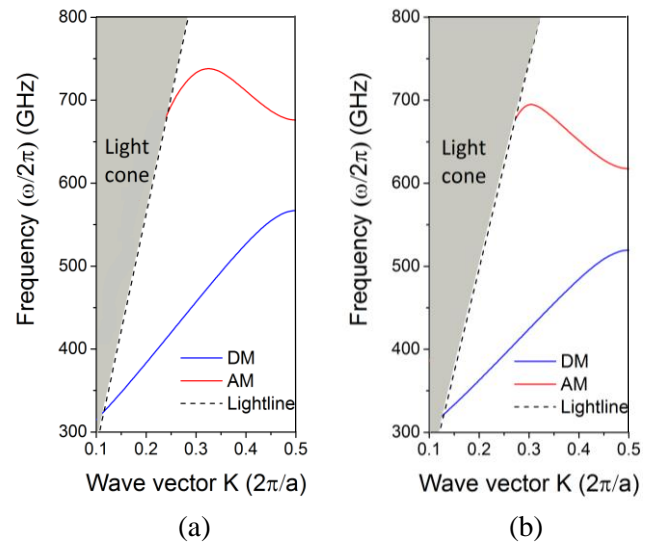 800
700
600
500
400
300
Frequency (ω/2π) (GHz)
Light
cone
DM
AM
Lightline
0.1 0.2 0.3 0.4 0.5
Wave vector K (2π/a)
(a)
800
700
600
500
400
300
Frequency (ω/2π) (GHz)
Light
cone
DM
AM
Lightline
0.1 0.2 0.3 0.4 0.5
Wave vector K (2π/a)
(b)